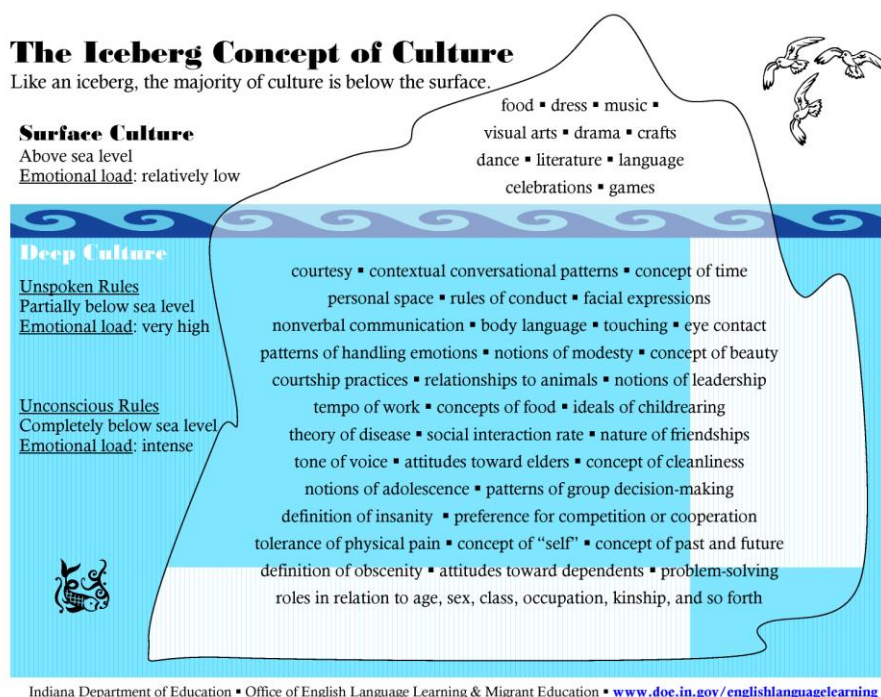 The Iceberg Concept of Culture
Like an iceberg, the majority of culture is below the surface.
Surface Culture
Above sea level
Emotional load: relatively low
food ▪ dress ▪ music ▪
visual arts ▪ drama ▪ crafts
dance ▪ literature ▪ language
celebrations ▪ games
Deep Culture
Unspoken Rules
Partially below sea level
Emotional load: very high
Unconscious Rules
Completely below sea level
Emotional load: intense
courtesy ▪ contextual conversational patterns ▪ concept of time
personal space ▪ rules of conduct ▪ facial expressions
nonverbal communication ▪ body language ▪ touching ▪ eye contact
patterns of handling emotions ▪ notions of modesty ▪ concept of beauty
courtship practices ▪ relationships to animals ▪ notions of leadership
tempo of work ▪ concepts of food ▪ ideals of childrearing
theory of disease ▪ social interaction rate ▪ nature of friendships
tone of voice ▪ attitudes toward elders ▪ concept of cleanliness
notions of adolescence ▪ patterns of group decision-making
definition of insanity ▪ preference for competition or cooperation
tolerance of physical pain ▪ concept of “self” ▪ concept of past and future
definition of obscenity ▪ attitudes toward dependents ▪ problem-solving
roles in relation to age, sex, class, occupation, kinship, and so forth
Indiana Department of Education ▪ Office of English Language Learning & Migrant Education ▪ www.doe.in.gov/englishlanguagelearning